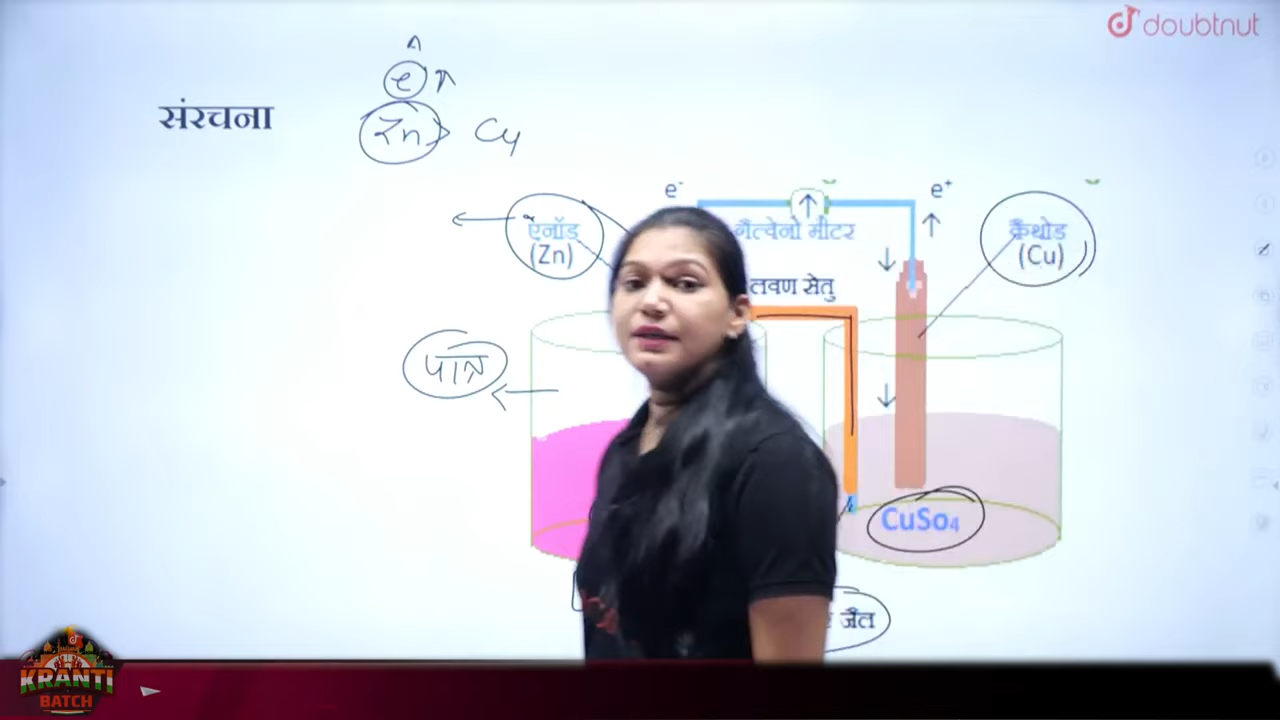 doubtnut
e
संरचना
Zn > Cu
e⁻
e⁺
एनॉड
(Zn)
गैल्वेनो मीटर
कैथोड
(Cu)
लवण सेतु
पात्र
CuSo₄
जैल
KRANTI
BATCH